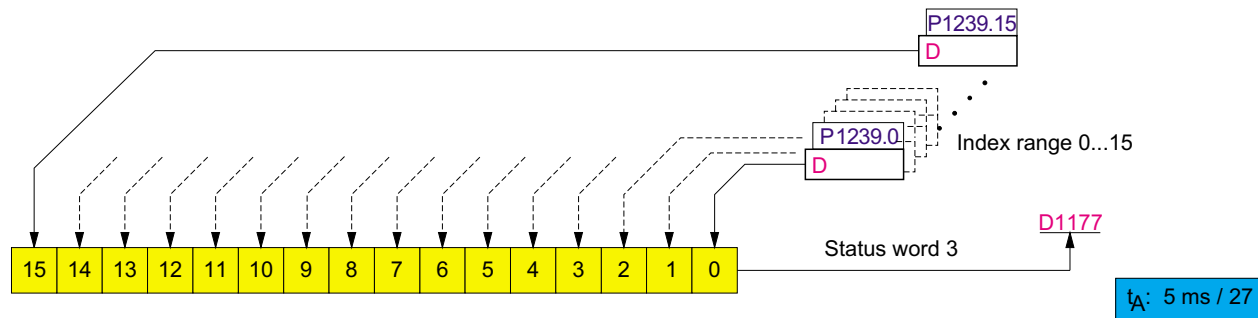 P1239.15
D
P1239.0
Index range 0...15
D
D1177
Status word 3
15 14 13 12 11 10 9 8 7 6 5 4 3 2 1 0
tA: 5 ms / 27